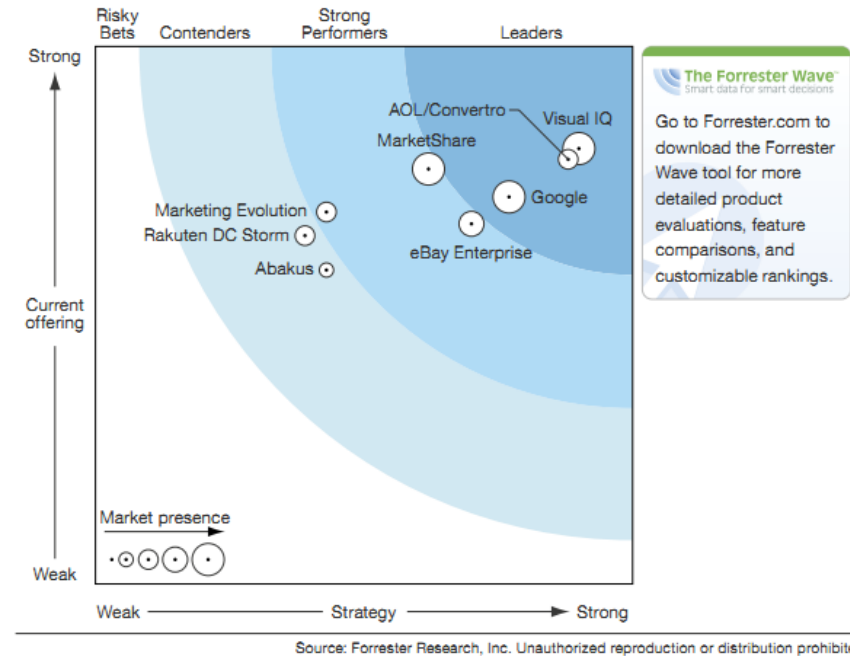 Risky
Bets
Contenders
Strong
Performers
Leaders
Strong
Current
offering
Weak
AOL/Convertro
Visual IQ
MarketShare
Google
Marketing Evolution
Rakuten DC Storm
eBay Enterprise
Abakus
Market presence
Weak
Strategy
Strong
The Forrester Wave™
Smart data for smart decisions
Go to Forrester.com to
download the Forrester
Wave tool for more
detailed product
evaluations, feature
comparisons, and
customizable rankings.
Source: Forrester Research, Inc. Unauthorized reproduction or distribution prohibite